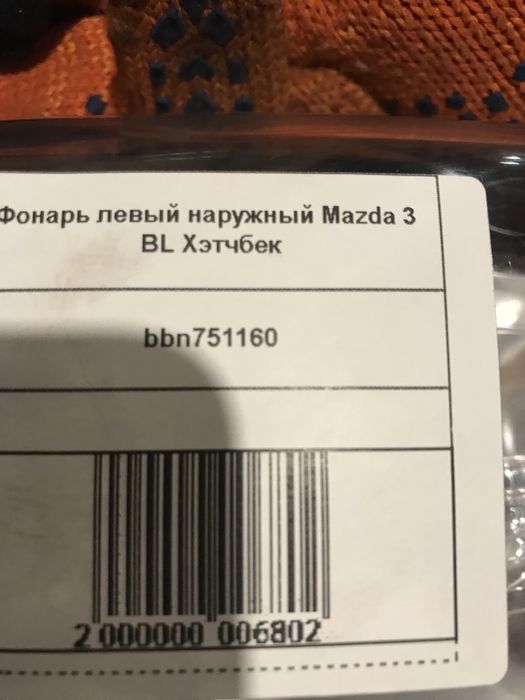 Фонарь левый наружный Mazda 3
BL Хэтчбек
bbn751160
2 000000 006802